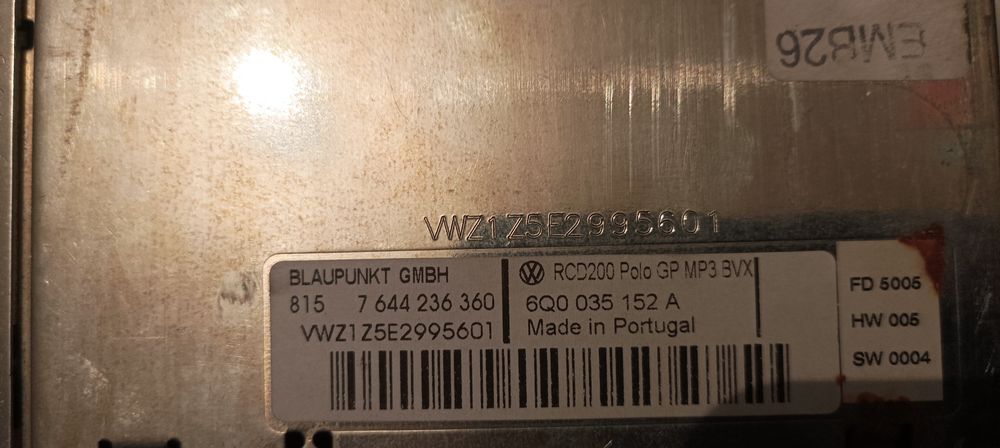 EMB26
VWZ1Z5E2995601
BLAUPUNKT GMBH
815 7 644 236 360
VWZ1Z5E2995601
RCD200 Polo GP MP3 BVX
6Q0 035 152 A
Made in Portugal
FD 5005
HW 005
SW 0004